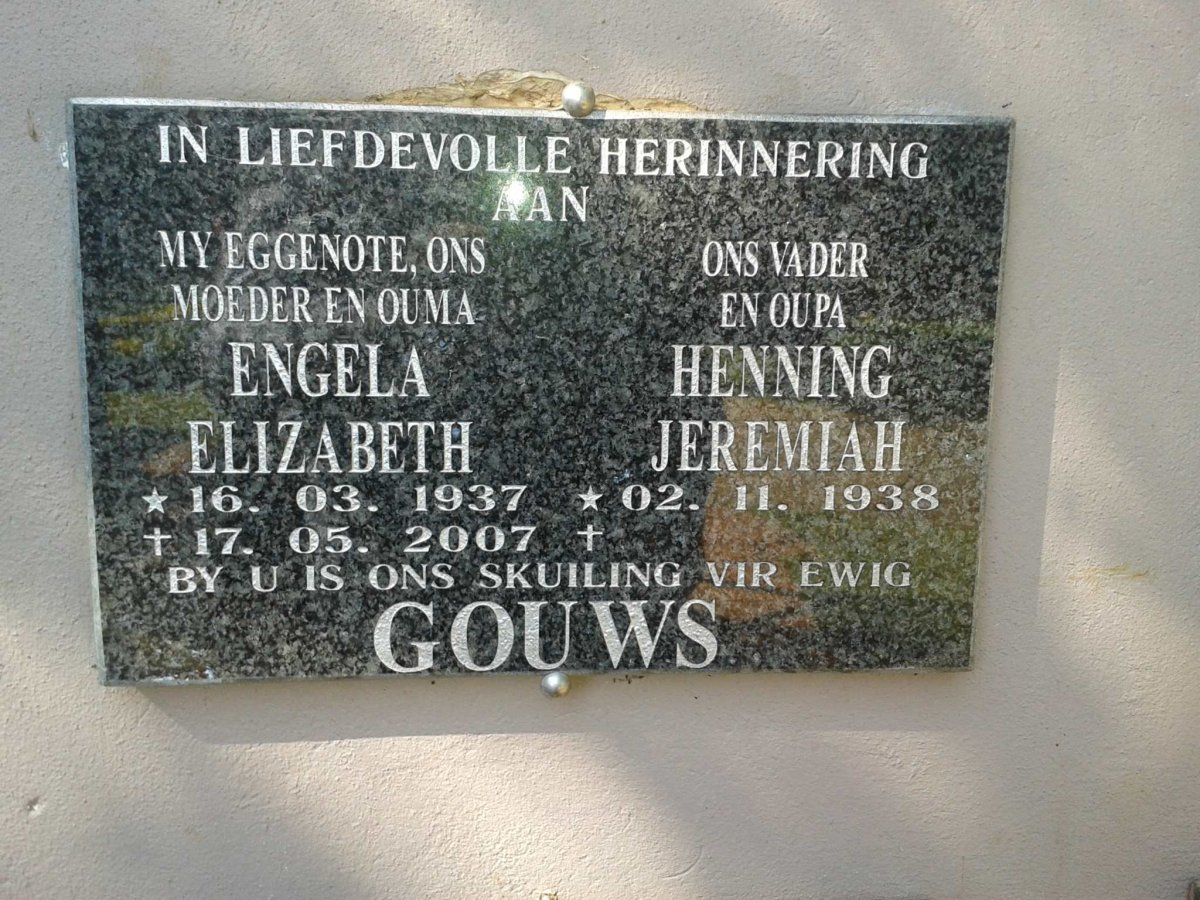 IN LIEFDEVOLLE HERINNERING
AAN
MY EGGENOTE, ONS
MOEDER EN OUMA
ENGELA
ELIZABETH
★ 16. 03. 1937
✝ 17. 05. 2007
ONS VADER
EN OUPA
HENNING
JEREMIAH
★ 02. 11. 1938
✝
BY U IS ONS SKUILING VIR EWIG
GOUWS